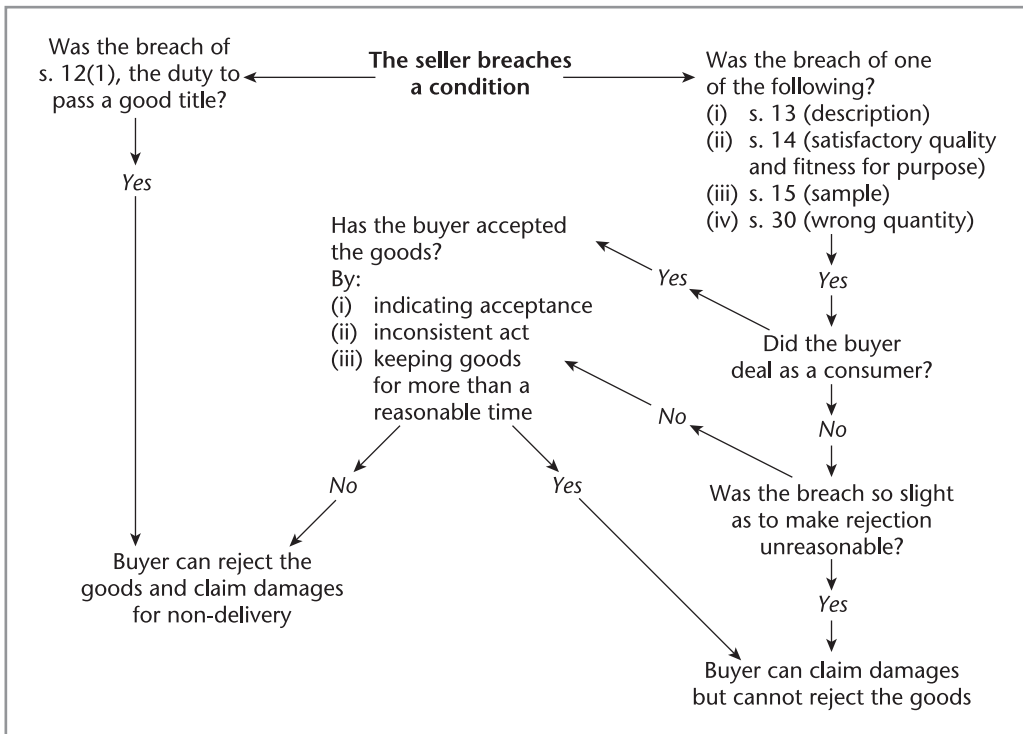 The seller breaches
a condition
Was the breach of
s. 12(1), the duty to
pass a good title?
Yes
Was the breach of one
of the following?
(i) s. 13 (description)
(ii) s. 14 (satisfactory quality
and fitness for purpose)
(iii) s. 15 (sample)
(iv) s. 30 (wrong quantity)
Yes
Did the buyer
deal as a consumer?
Yes
No
Has the buyer accepted
the goods?
By:
(i) indicating acceptance
(ii) inconsistent act
(iii) keeping goods
for more than a
reasonable time
No
Yes
Was the breach so slight
as to make rejection
unreasonable?
No
Yes
Buyer can reject the
goods and claim damages
for non-delivery
Buyer can claim damages
but cannot reject the goods